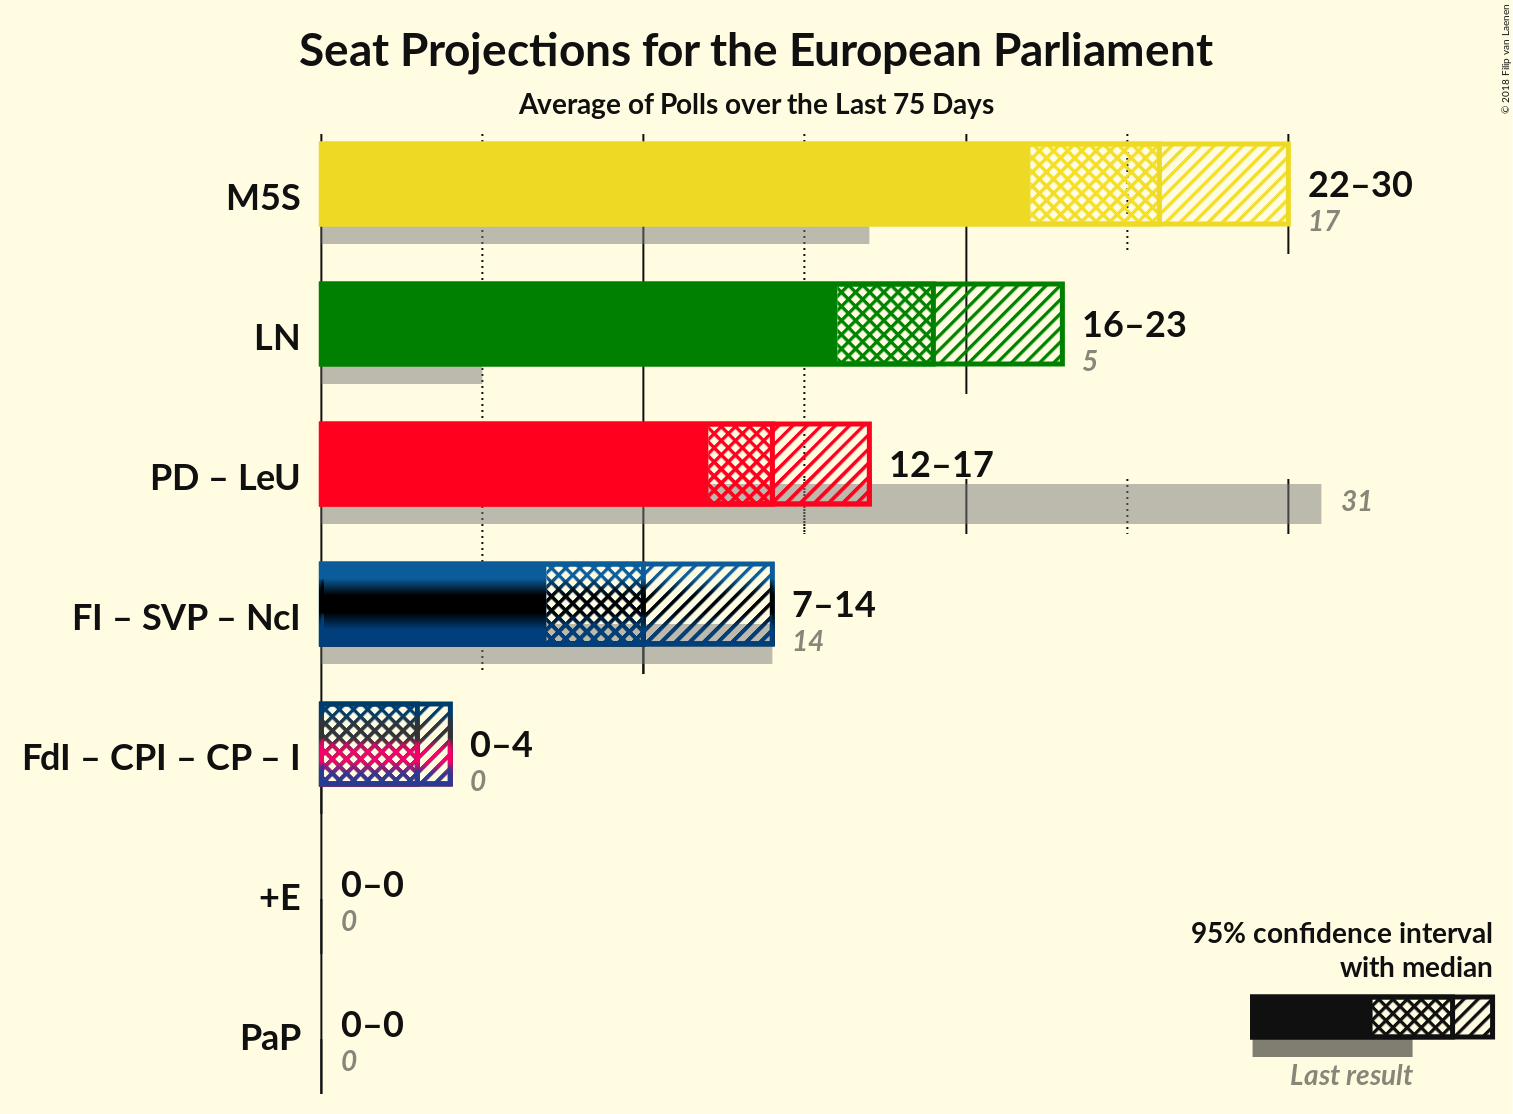 Seat Projections for the European Parliament
Average of Polls over the Last 75 Days
© 2018 Filip van Laenen
M5S
22–30
17
LN
16–23
5
PD – LeU
12–17
31
FI – SVP – NcI
7–14
14
FdI – CPI – CP – I
0–4
0
+E
0–0
0
PaP
0–0
0
95% confidence interval
with median
Last result